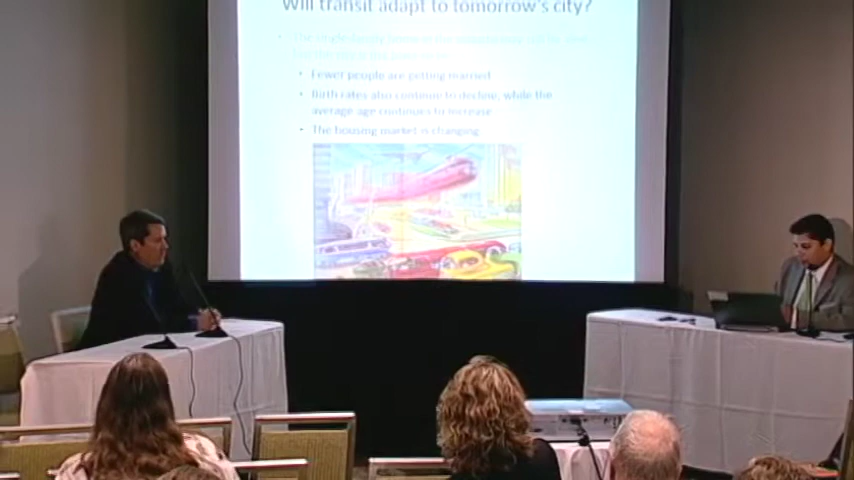 Will transit adapt to tomorrow's city?
• Fewer people are getting married
• Birth rates also continue to decline, while the
average age continues to increase
• The housing market is changing